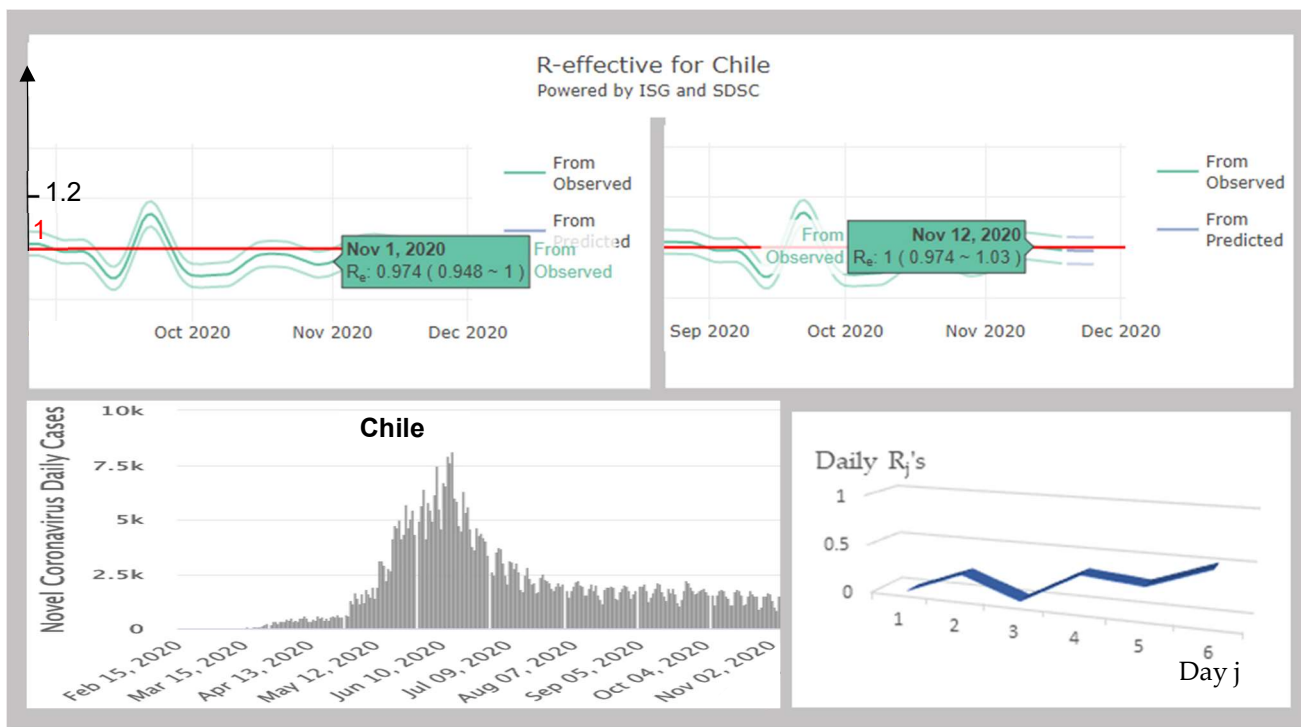 R-effective for Chile
Powered by ISG and SDSC
1.2
1
From
Observed
From
Predicted
Nov 1, 2020
Re: 0.974 ( 0.948 ~ 1 )
From
Observed
Oct 2020
Nov 2020
Dec 2020
From
Observed
From
Predicted
From
Observed
Nov 12, 2020
Re: 1 ( 0.974 ~ 1.03 )
Sep 2020
Oct 2020
Nov 2020
Dec 2020
Novel Coronavirus Daily Cases
Chile
10k
7.5k
5k
2.5k
0
Feb 15, 2020
Mar 15, 2020
Apr 13, 2020
May 12, 2020
Jun 10, 2020
Jul 09, 2020
Aug 07, 2020
Sep 05, 2020
Oct 04, 2020
Nov 02, 2020
Daily Rj's
1
0.5
0
1
2
3
4
5
6
Day j